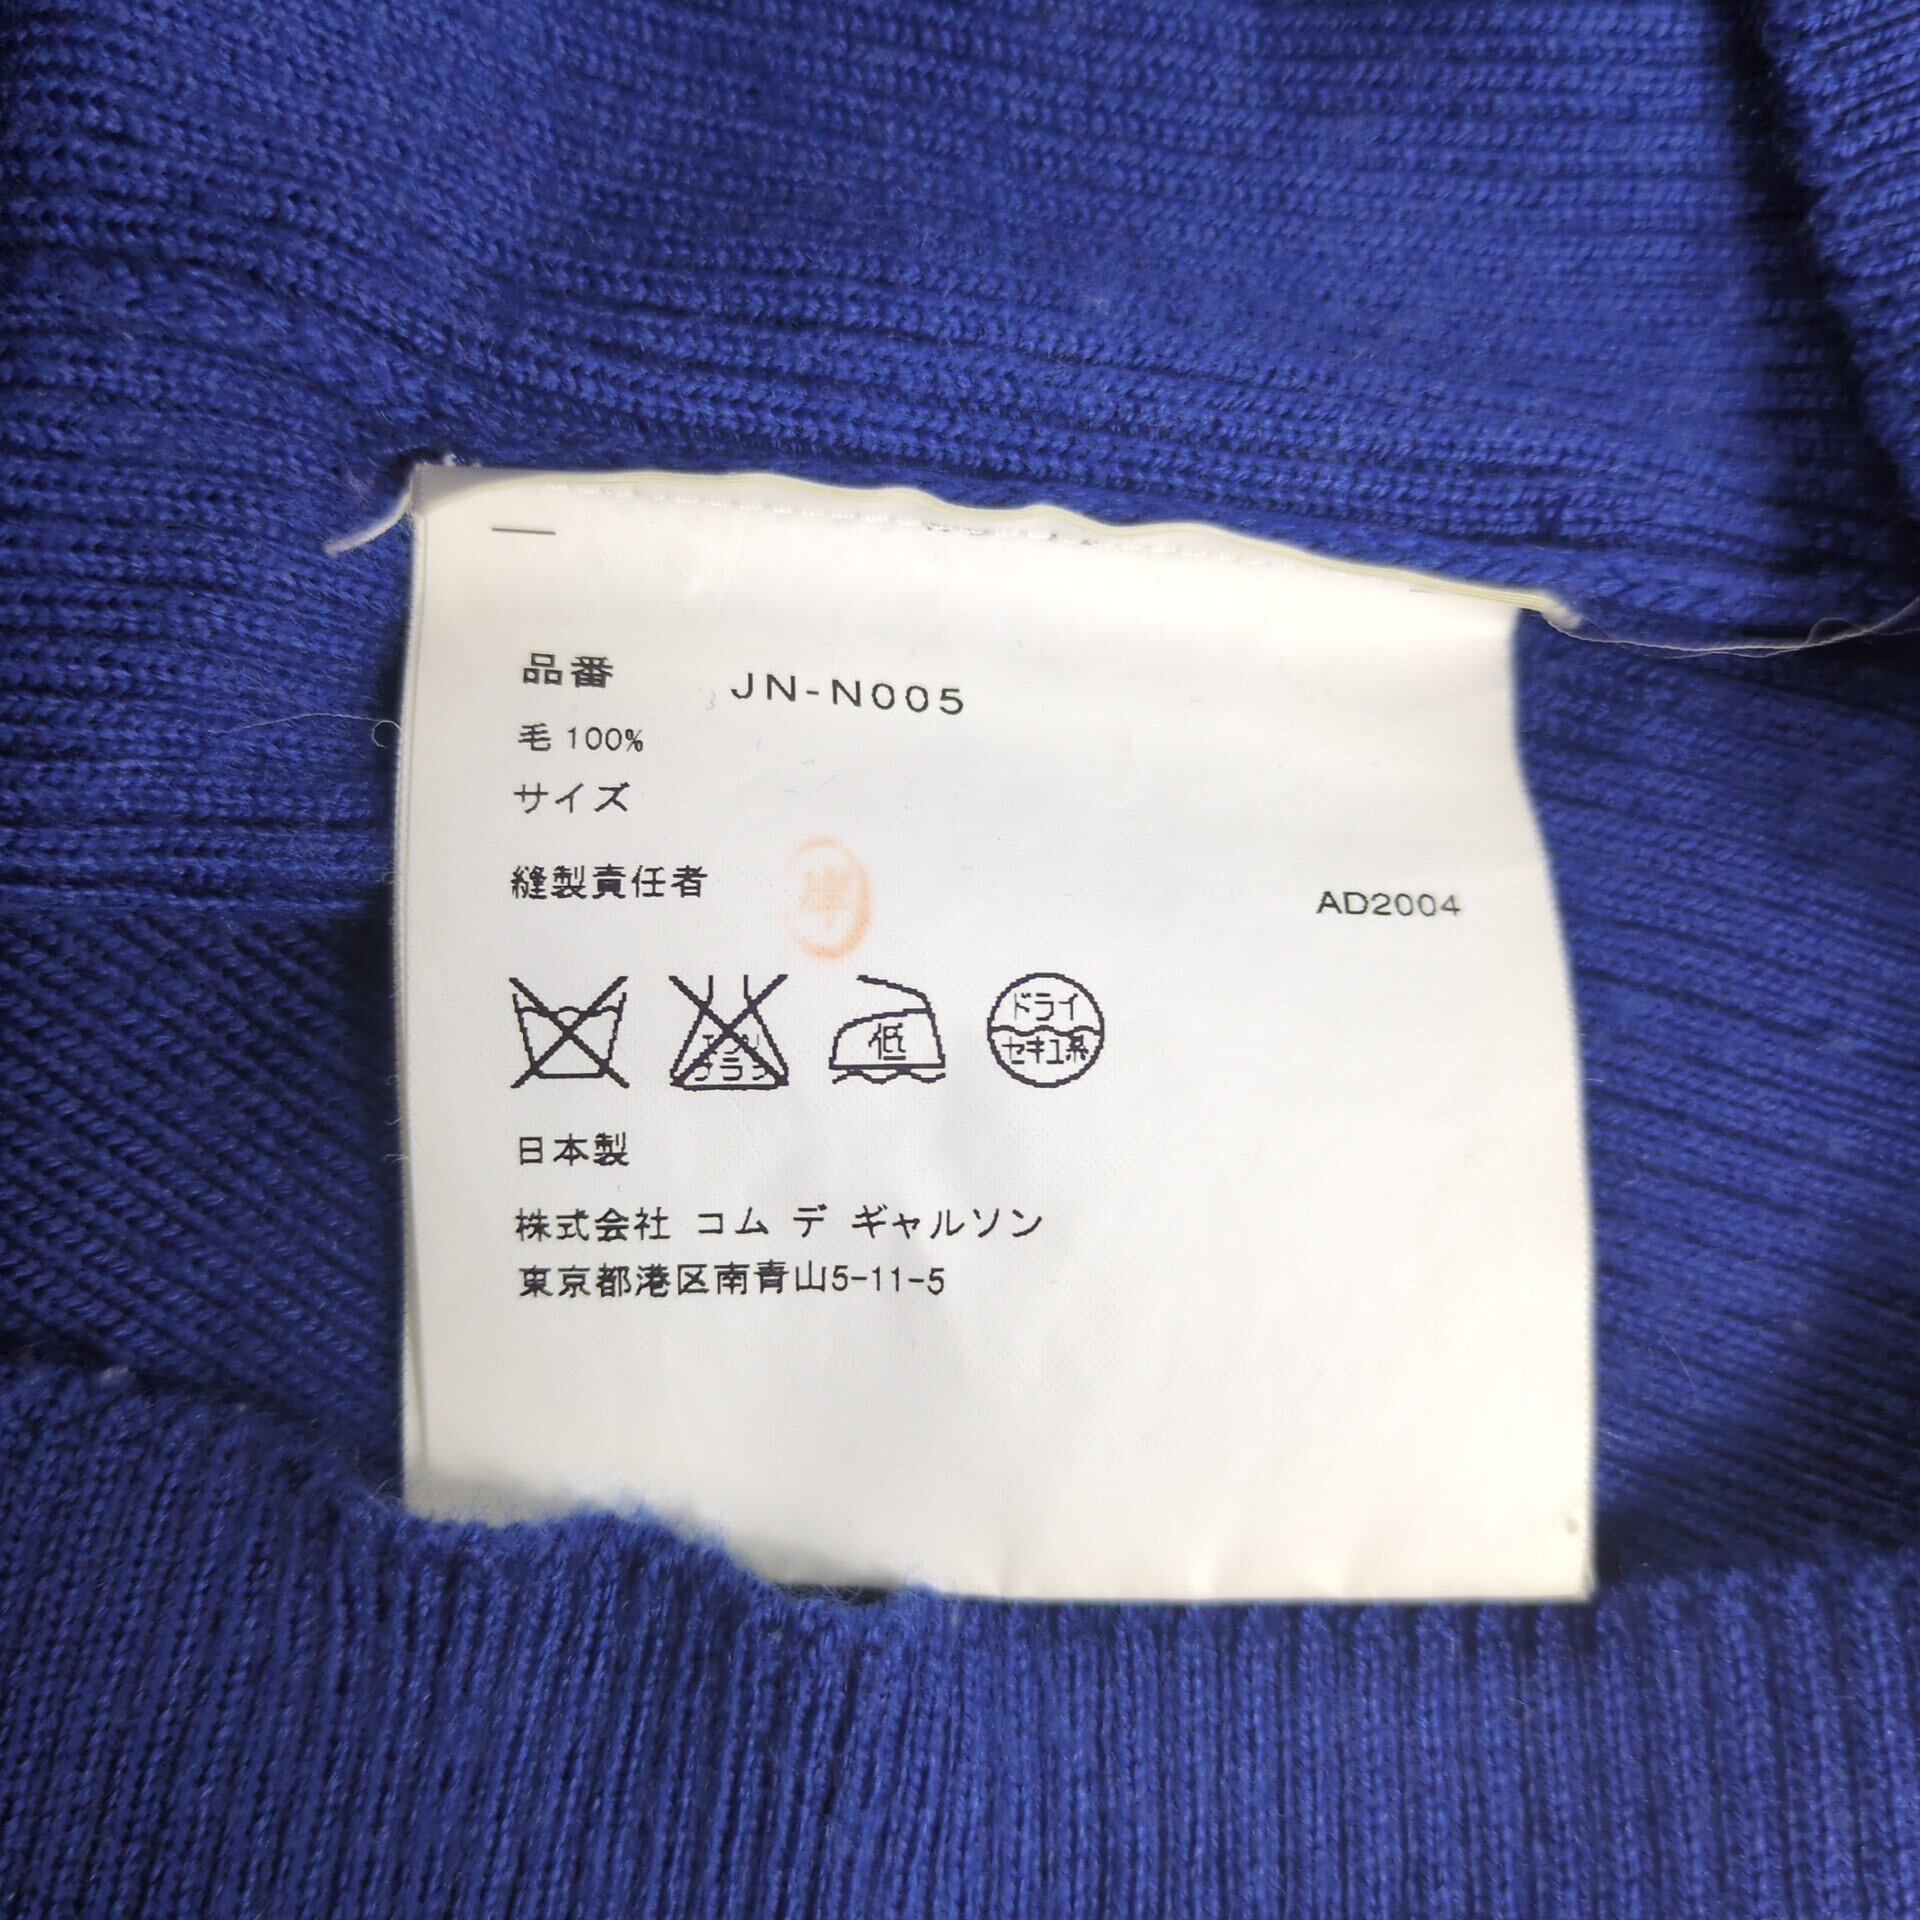 品番 JN-N005
毛 100%
サイズ
縫製責任者
AD2004
低
ドライ
セキユ系
日本製
株式会社 コム デ ギャルソン
東京都港区南青山5-11-5